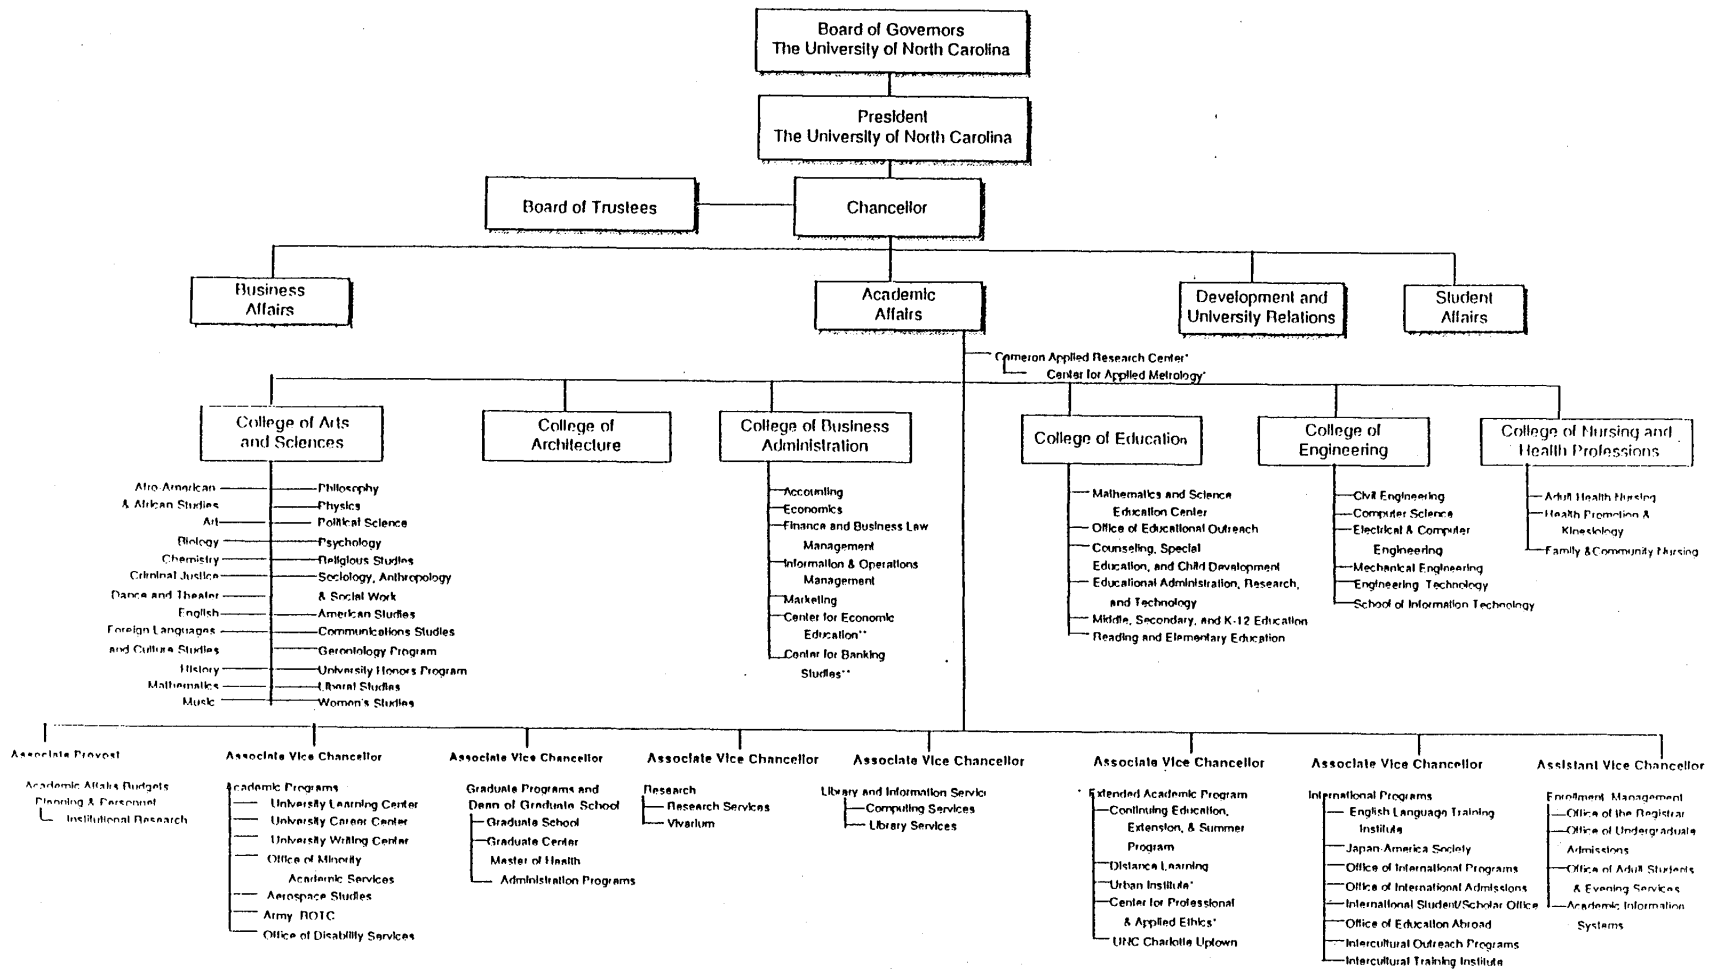 Board of Governors
The University of North Carolina
President
The University of North Carolina
Board of Trustees
Chancellor
Business
Affairs
Academic
Affairs
Development and
University Relations
Student
Affairs
Cameron Applied Research Center*
Center for Applied Metrology*
College of Arts
and Sciences
College of
Architecture
College of Business
Administration
College of Education
College of
Engineering
College of Nursing and
Health Professions
Afro-American
& African Studies
Art
Biology
Chemistry
Criminal Justice
Dance and Theater
English
Foreign Languages
and Culture Studies
History
Mathematics
Music
Philosophy
Physics
Political Science
Psychology
Religious Studies
Sociology, Anthropology
& Social Work
American Studies
Communications Studies
Gerontology Program
University Honors Program
Liberal Studies
Women's Studies
Accounting
Economics
Finance and Business Law
Management
Information & Operations
Management
Marketing
Center for Economic
Education**
Center for Banking
Studies**
Mathematics and Science
Education Center
Office of Educational Outreach
Counseling, Special
Education, and Child Development
Educational Administration, Research,
and Technology
Middle, Secondary, and K-12 Education
Reading and Elementary Education
Civil Engineering
Computer Science
Electrical & Computer
Engineering
Mechanical Engineering
Engineering Technology
School of Information Technology
Adult Health Nursing
Health Promotion &
Kinesiology
Family & Community Nursing
Associate Provost
Academic Affairs Budgets
Planning & Personnel
Institutional Research
Associate Vice Chancellor
Academic Programs
University Learning Center
University Career Center
University Writing Center
Office of Minority
Academic Services
Aerospace Studies
Army ROTC
Office of Disability Services
Associate Vice Chancellor
Graduate Programs and
Dean of Graduate School
Graduate School
Graduate Center
Master of Health
Administration Programs
Associate Vice Chancellor
Research
Research Services
Vivarium
Associate Vice Chancellor
Library and Information Service
Computing Services
Library Services
Associate Vice Chancellor
Extended Academic Program
Continuing Education,
Extension, & Summer
Program
Distance Learning
Urban Institute*
Center for Professional
& Applied Ethics*
UNC Charlotte Uptown
Associate Vice Chancellor
International Programs
English Language Training
Institute
Japan-America Society
Office of International Programs
Office of International Admissions
International Student/Scholar Office
Office of Education Abroad
Intercultural Outreach Programs
Intercultural Training Institute
Assistant Vice Chancellor
Enrollment Management
Office of the Registrar
Office of Undergraduate
Admissions
Office of Adult Students
& Evening Services
Academic Information
Systems